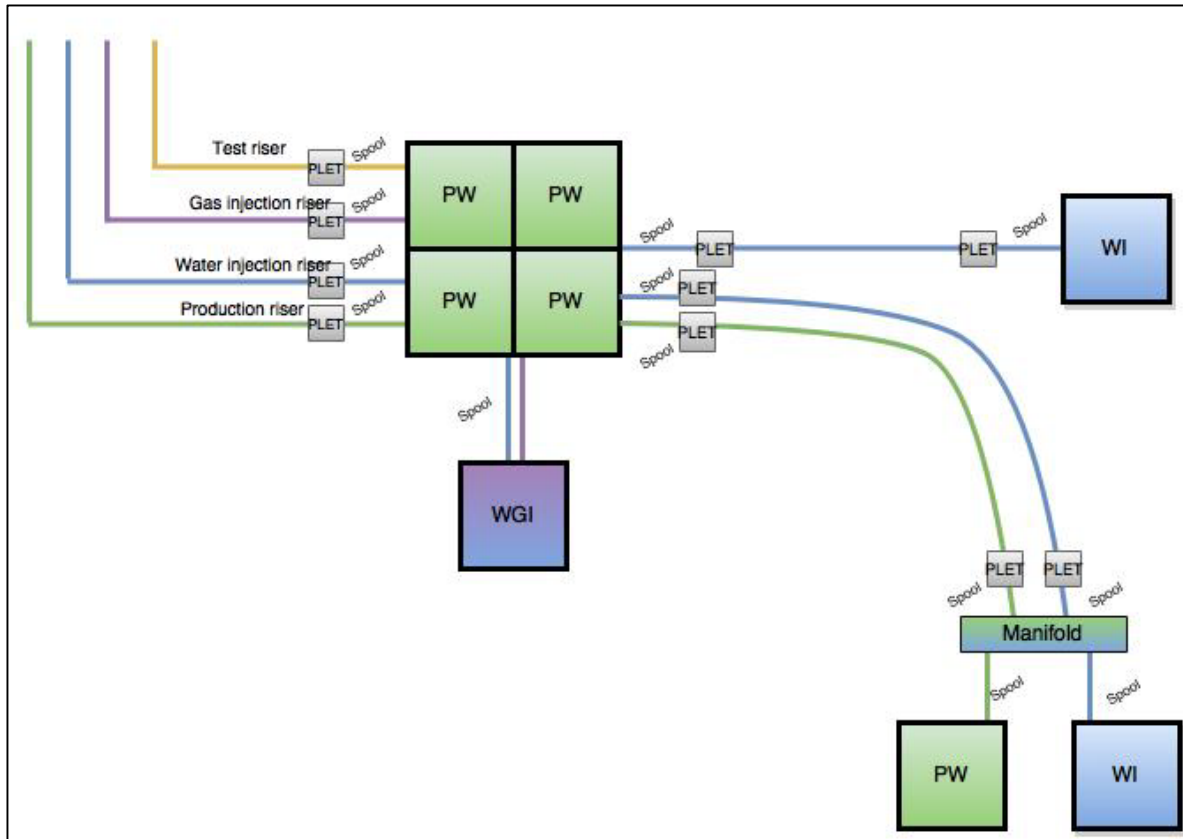 Test riser
PLET
Spool
PW
PW
Gas injection riser
PLET
Spool
Water injection riser
PLET
Spool
Production riser
PLET
Spool
PW
PW
Spool
PLET
PLET
Spool
WI
Spool
PLET
Spool
PLET
Spool
WGI
PLET
PLET
Spool
Spool
Manifold
Spool
Spool
PW
WI